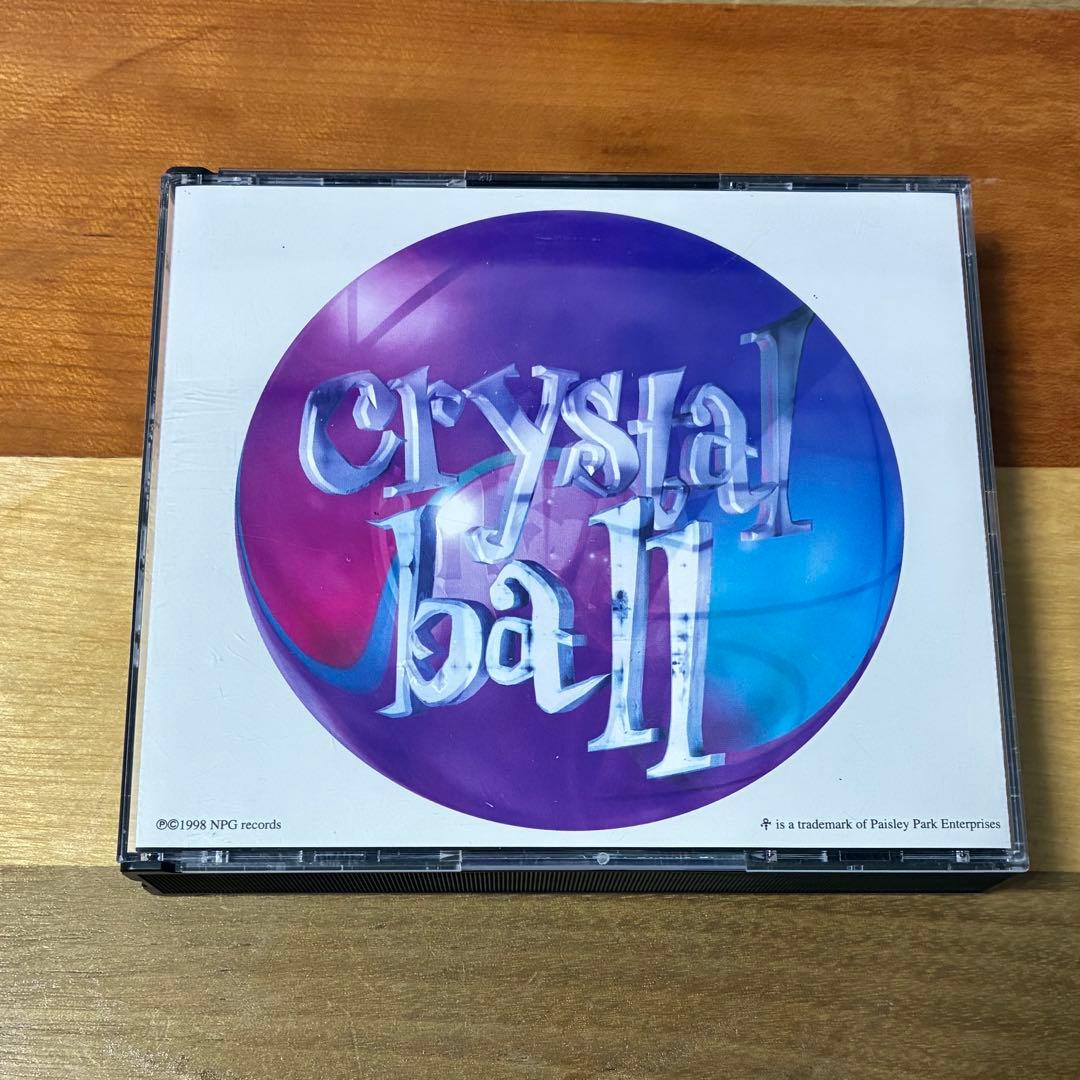 crystal
ball
℗©1998 NPG records
is a trademark of Paisley Park Enterprises